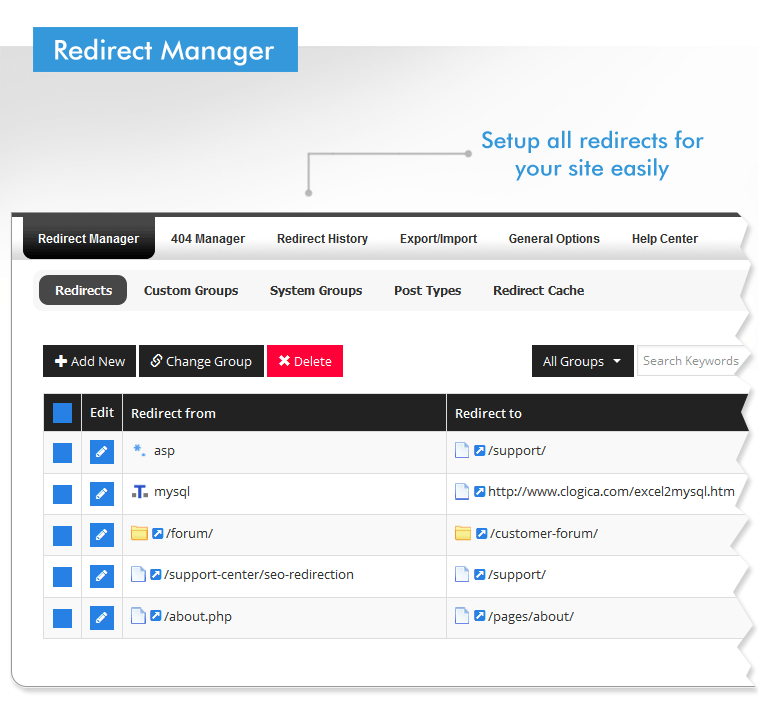 Redirect Manager
Setup all redirects for
your site easily
Redirect Manager 404 Manager Redirect History Export/Import General Options Help Center
Redirects Custom Groups System Groups Post Types Redirect Cache
Add New Change Group Delete All Groups Search Keywords
Edit Redirect from Redirect to
asp /support/
mysql http://www.clogica.com/excel2mysql.htm
/forum/ /customer-forum/
/support-center/seo-redirection /support/
/about.php /pages/about/